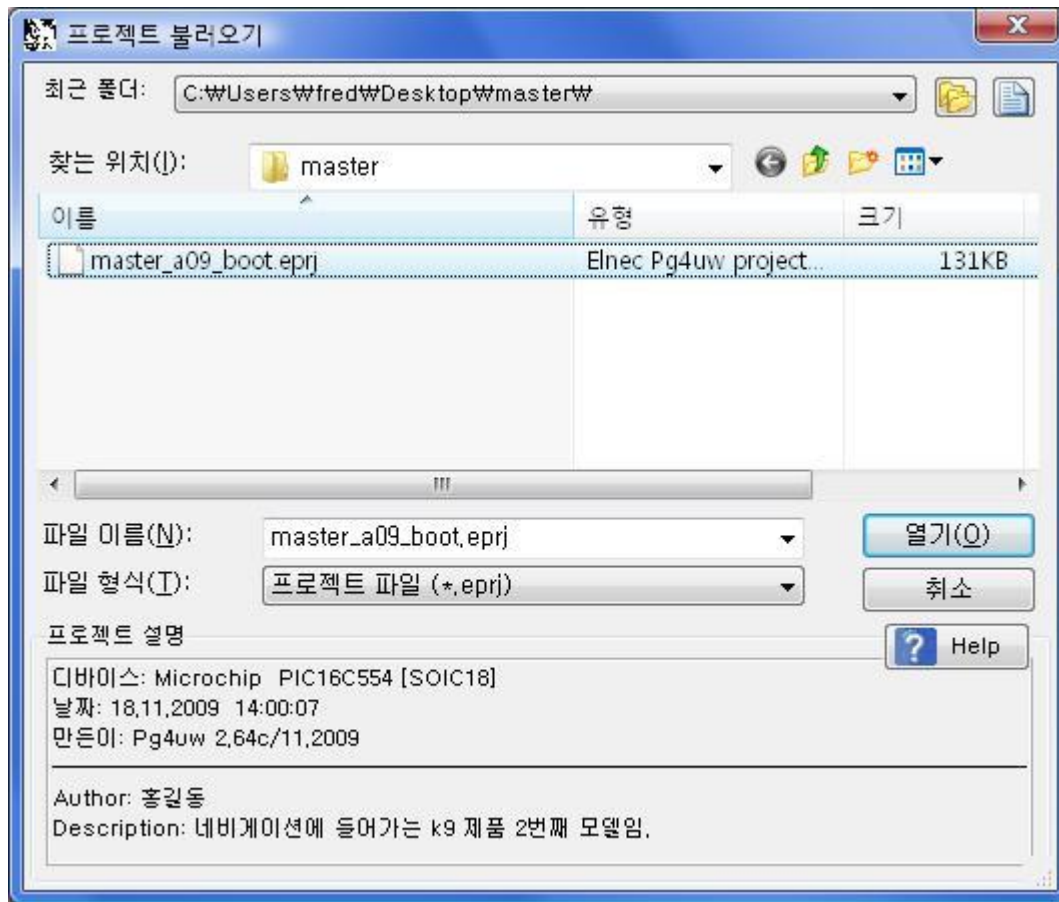 프로젝트 불러오기
최근 폴더: C:₩Users₩fred₩Desktop₩master₩
찾는 위치(I): master
이름 유형 크기
master_a09_boot.eprj Elnec Pg4uw project... 131KB
파일 이름(N): master_a09_boot.eprj 열기(O)
파일 형식(T): 프로젝트 파일 (*.eprj) 취소
프로젝트 설명 Help
디바이스: Microchip PIC16C554 [SOIC18]
날짜: 18.11.2009 14:00:07
만든이: Pg4uw 2.64c/11.2009
Author: 홍길동
Description: 네비게이션에 들어가는 k9 제품 2번째 모델임.